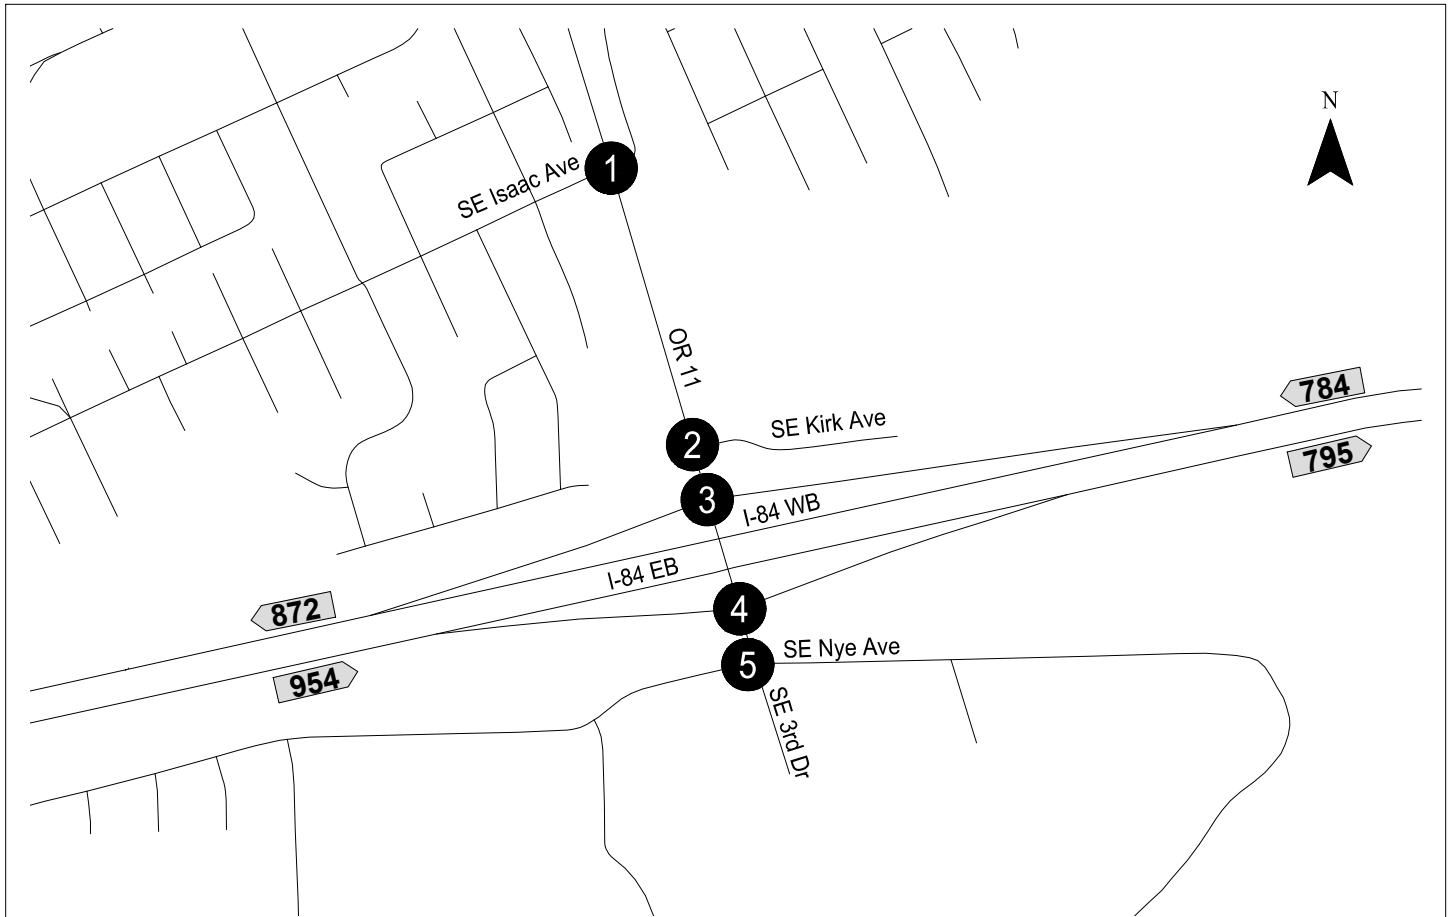 N
1
SE Isaac Ave
OR 11
784
2
SE Kirk Ave
795
3
I-84 WB
I-84 EB
872
4
954
5
SE Nye Ave
SE 3rd Dr